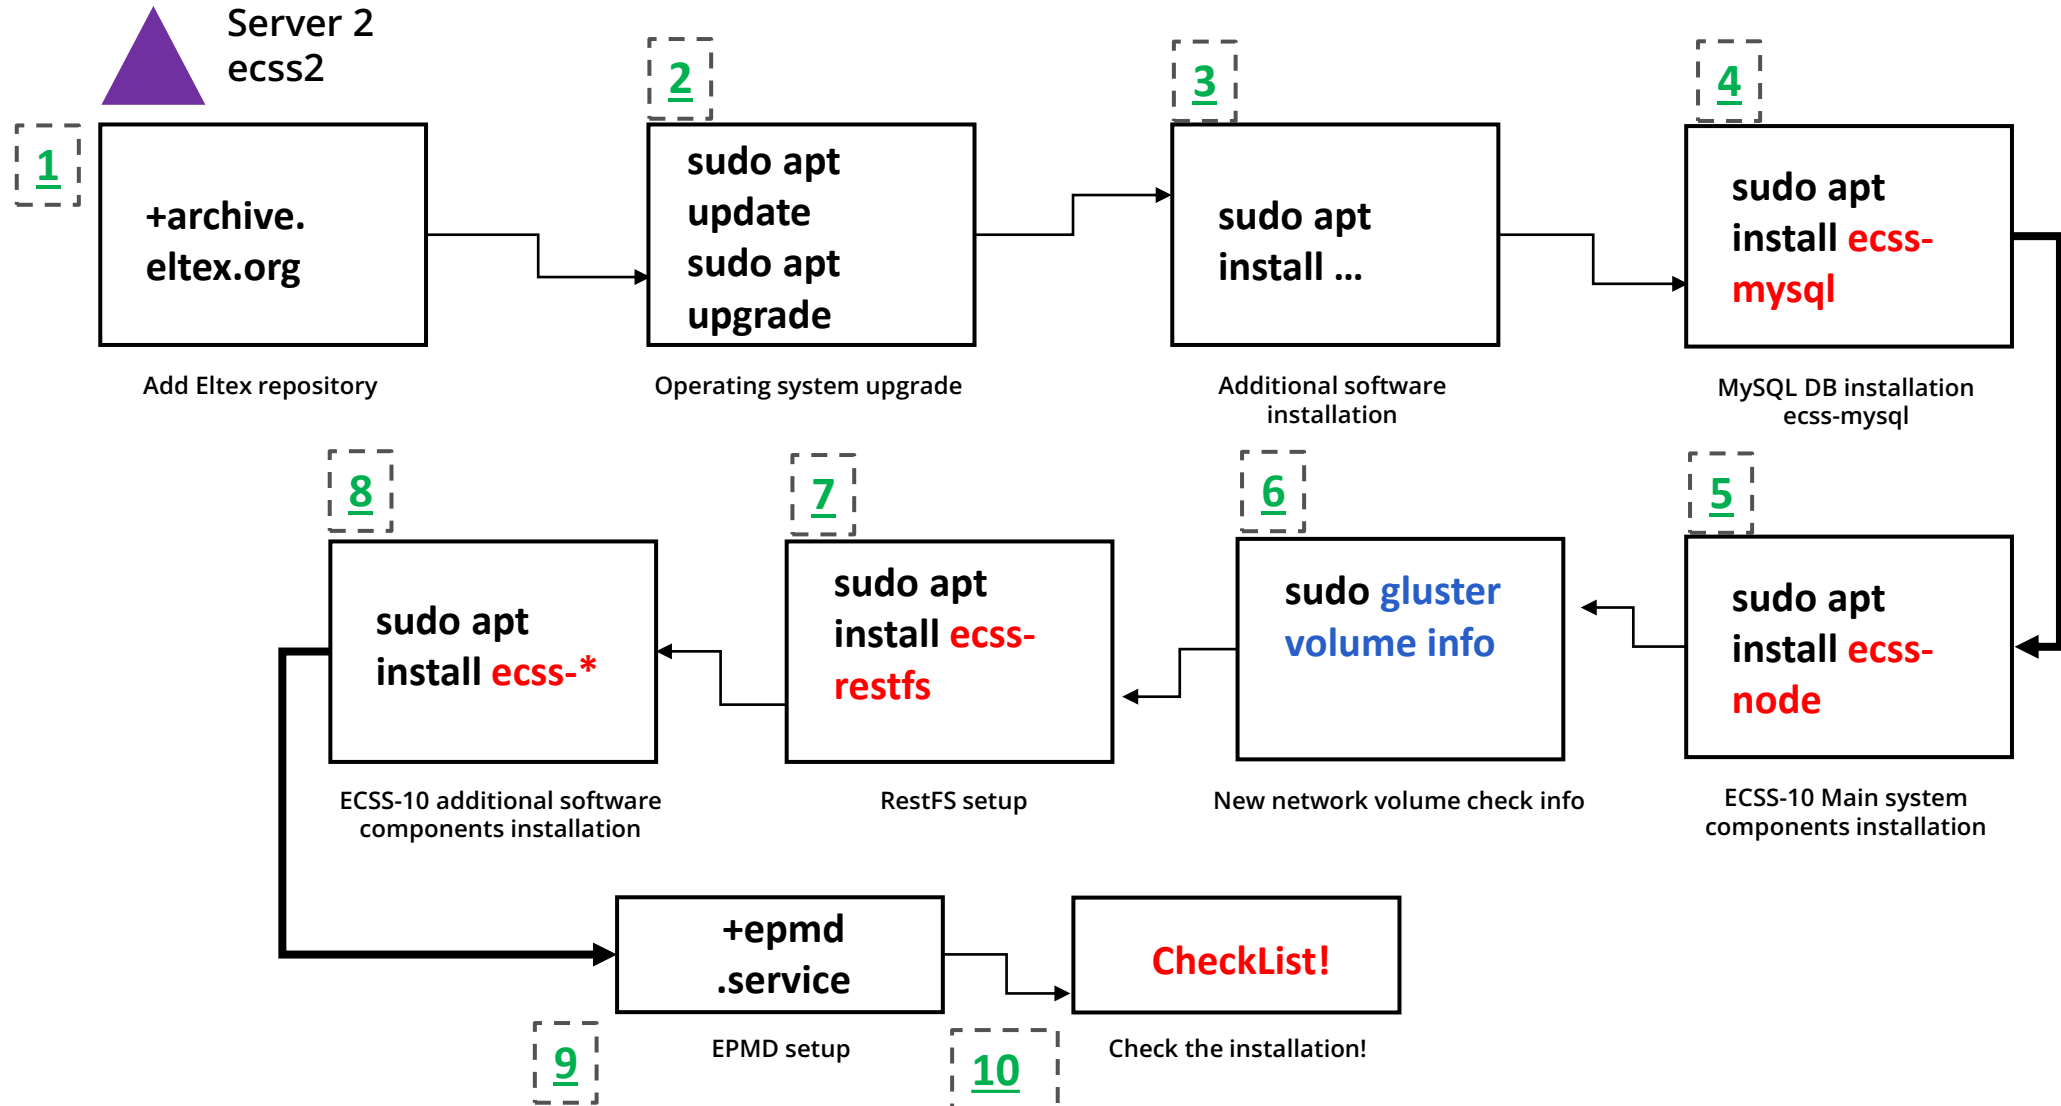 Server 2
ecss2
1
+archive.
eltex.org
Add Eltex repository
2
sudo apt
update
sudo apt
upgrade
Operating system upgrade
3
sudo apt
install ...
Additional software
installation
4
sudo apt
install ecss-
mysql
MySQL DB installation
ecss-mysql
5
sudo apt
install ecss-
node
ECSS-10 Main system
components installation
6
sudo gluster
volume info
New network volume check info
7
sudo apt
install ecss-
restfs
RestFS setup
8
sudo apt
install ecss-*
ECSS-10 additional software
components installation
9
+epmd
.service
EPMD setup
10
CheckList!
Check the installation!